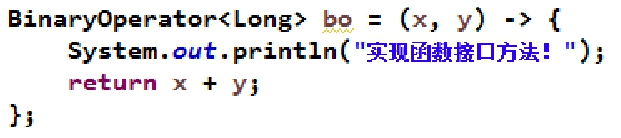 BinaryOperator<Long> bo = (x, y) -> {
    System.out.println("实现函数接口方法！");
    return x + y;
};